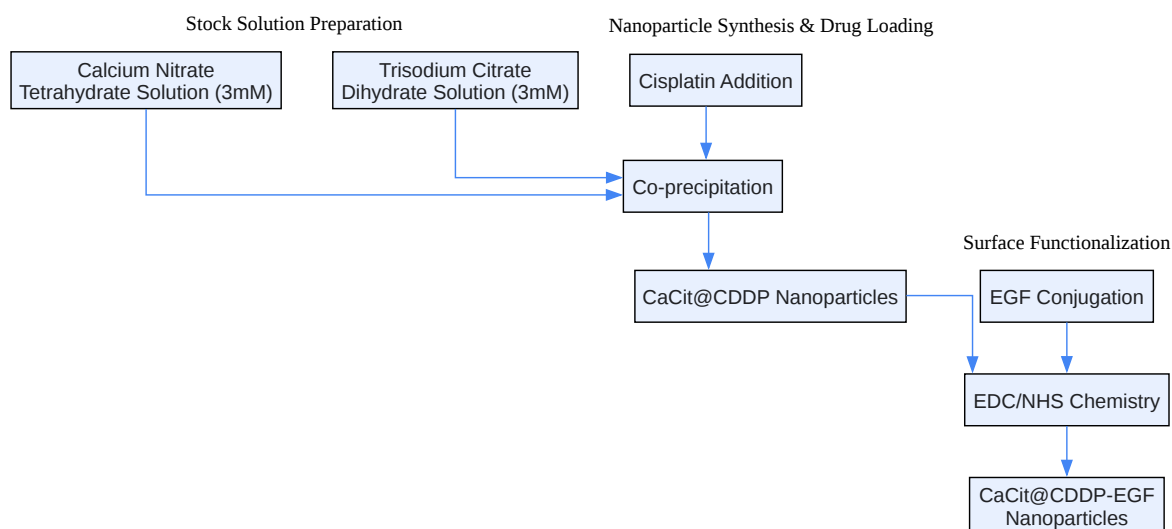 Stock Solution Preparation
Calcium Nitrate
Tetrahydrate Solution (3mM)
Trisodium Citrate
Dihydrate Solution (3mM)
Nanoparticle Synthesis & Drug Loading
Cisplatin Addition
Co-precipitation
CaCit@CDDP Nanoparticles
Surface Functionalization
EGF Conjugation
EDC/NHS Chemistry
CaCit@CDDP-EGF
Nanoparticles